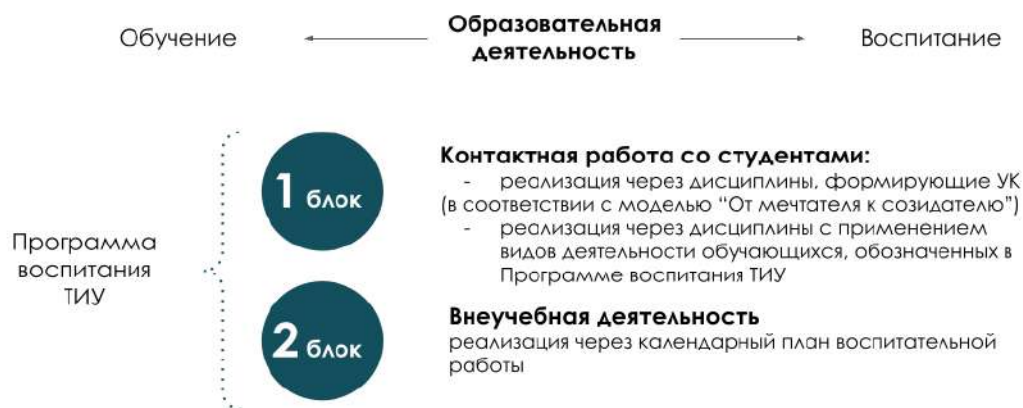 Обучение
Образовательная
деятельность
Воспитание
Программа
воспитания
ТИУ
1 блок
Контактная работа со студентами:
- реализация через дисциплины, формирующие УК
(в соответствии с моделью “От мечтателя к созидателю”)
- реализация через дисциплины с применением
видов деятельности обучающихся, обозначенных в
Программе воспитания ТИУ
2 блок
Внеучебная деятельность
реализация через календарный план воспитательной
работы